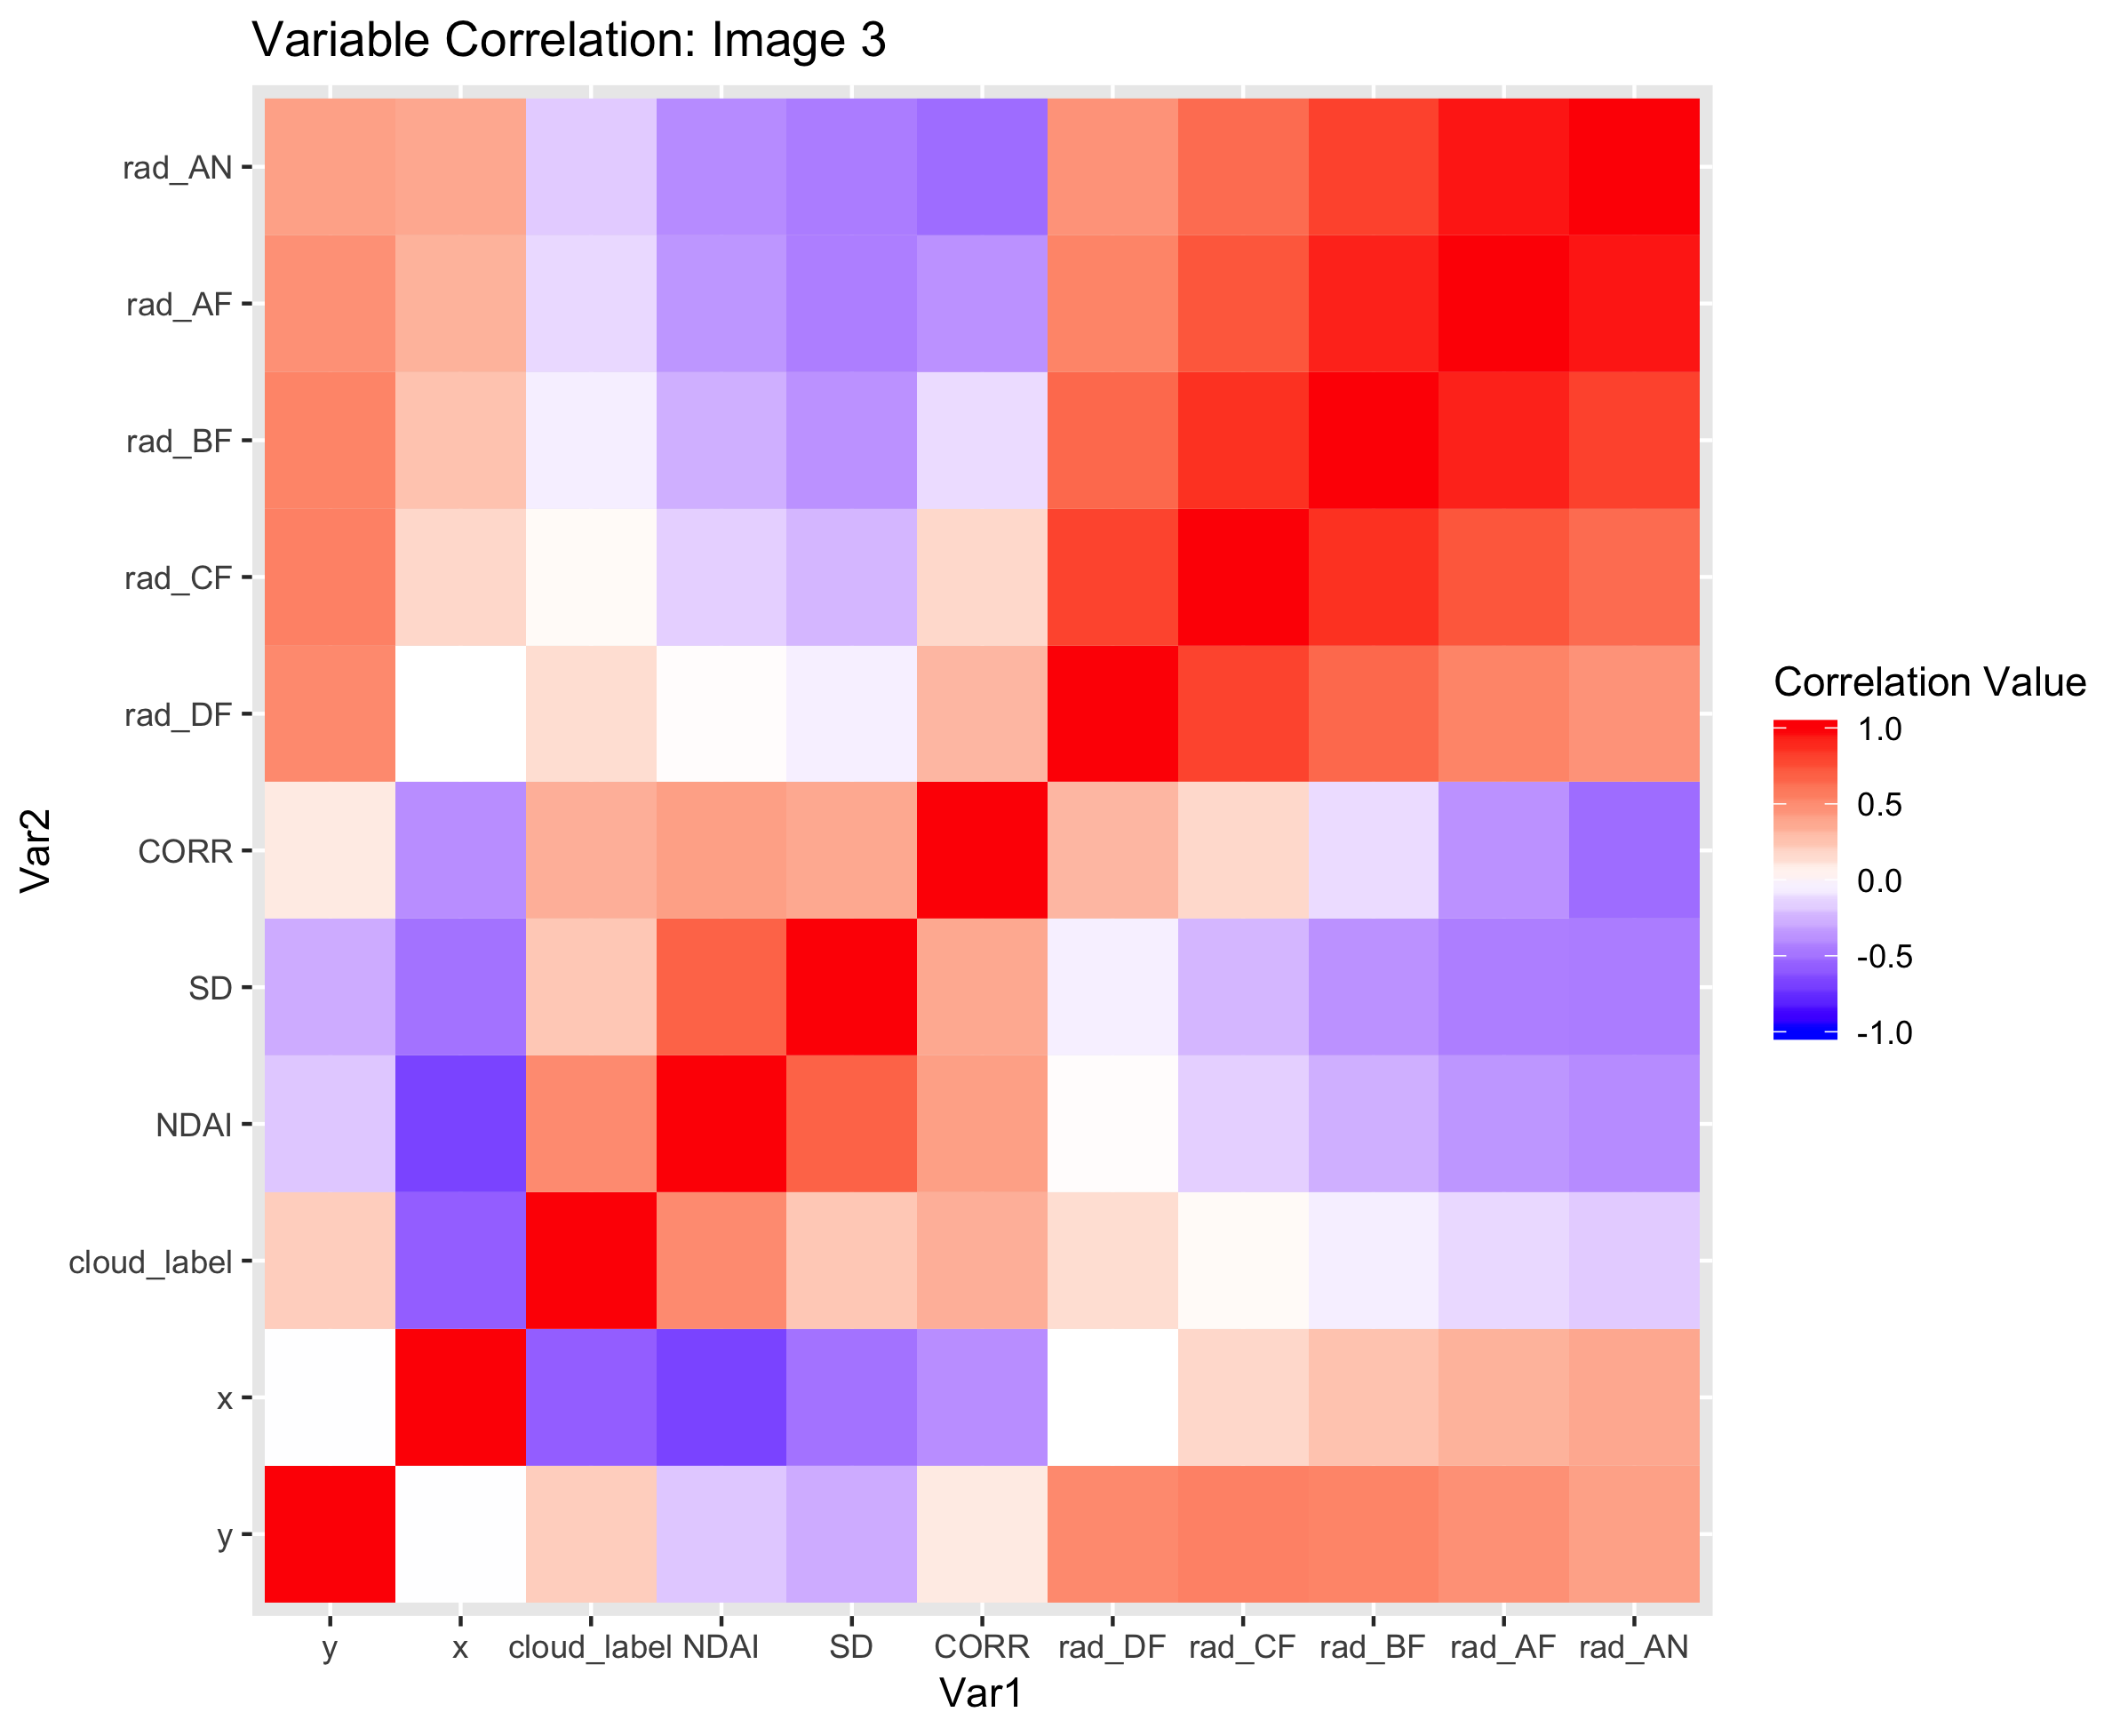 Variable Correlation: Image 3
Var2
rad_AN
rad_AF
rad_BF
rad_CF
rad_DF
CORR
SD
NDAI
cloud_label
x
y
y x cloud_label NDAI SD CORR rad_DF rad_CF rad_BF rad_AF rad_AN
Var1
Correlation Value
1.0
0.5
0.0
-0.5
-1.0